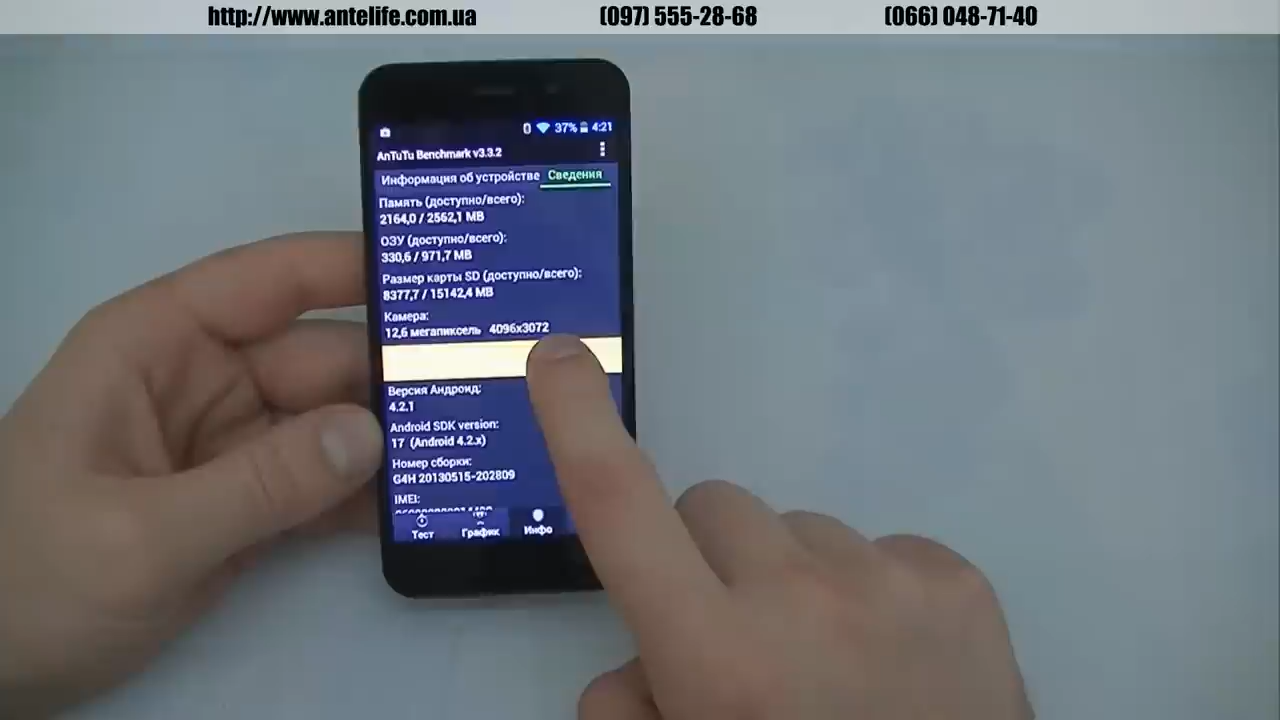 http://www.antelife.com.ua (097) 555-28-68 (066) 048-71-40
37% 4:21
AnTuTu Benchmark v3.3.2
Информация об устройстве Сведения
Память (доступно/всего):
2164,0 / 2562,1 MB
ОЗУ (доступно/всего):
330,6 / 971,7 MB
Размер карты SD (доступно/всего):
8377,7 / 15142,4 MB
Камера:
12,6 мегапиксель 4096x3072
Версия Андроид:
4.2.1
Android SDK version:
17 (Android 4.2.x)
Номер сборки:
G4H 20130515-202809
IMEI:
Тест График Инфо